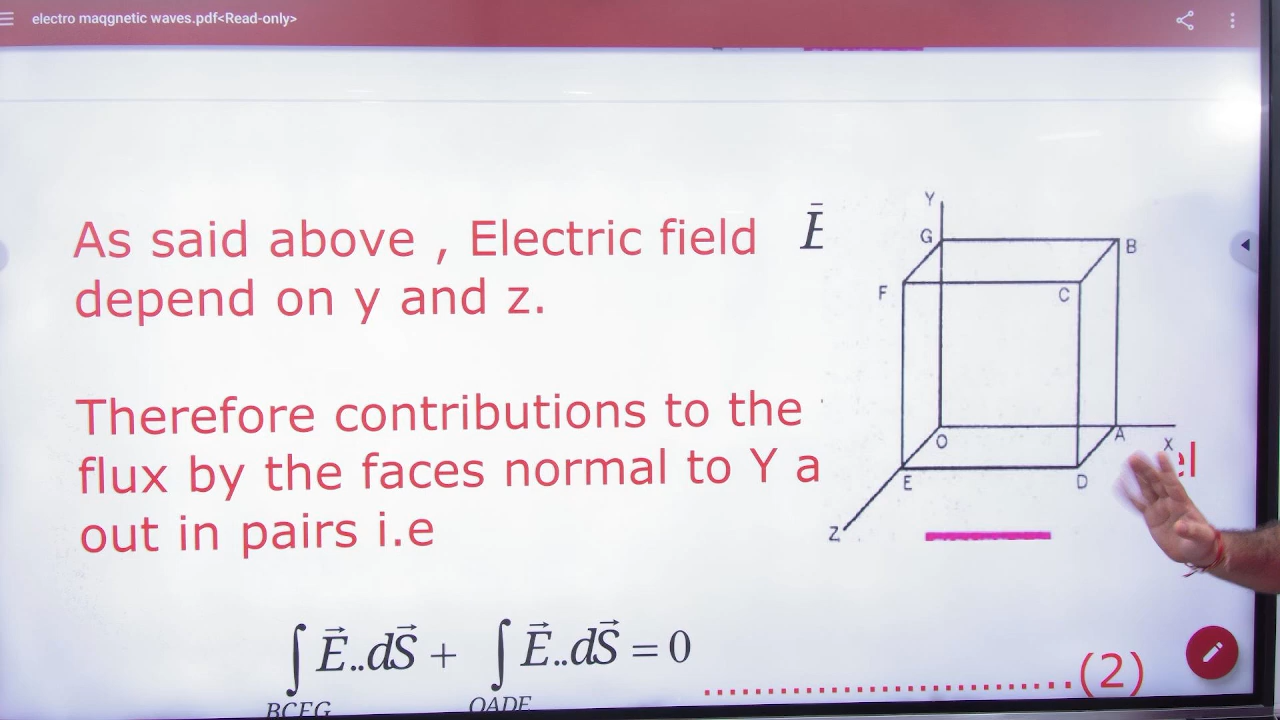 electro maqgnetic waves.pdf<Read-only>
As said above , Electric field E
depend on y and z.
Therefore contributions to the
flux by the faces normal to Y a
el
out in pairs i.e
Y
G
B
F
C
O
A
X
E
D
Z
∫ E⃗..dS⃗ + ∫ E⃗..dS⃗ = 0 ..............................(2)
BCFG OADE